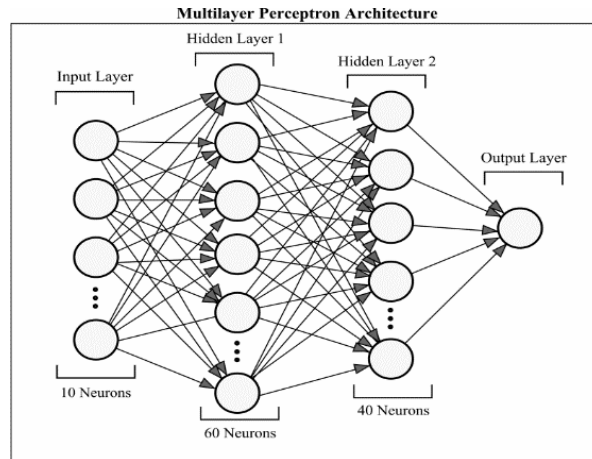 Multilayer Perceptron Architecture
Hidden Layer 1
Hidden Layer 2
Input Layer
Output Layer
10 Neurons
60 Neurons
40 Neurons